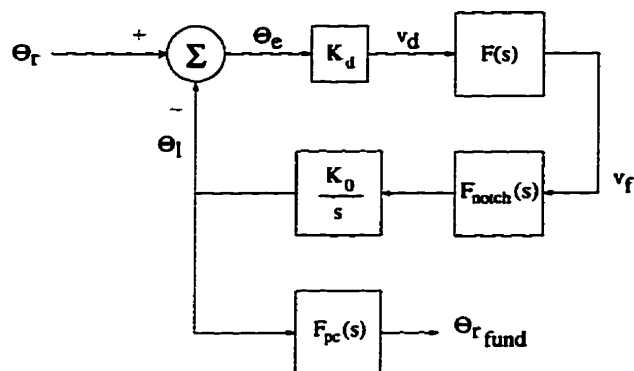 +
Θr Σ Θe Kd vd F(s)
−
Θl K0 / s Fnotch(s) vf
Fpc(s) Θr fund